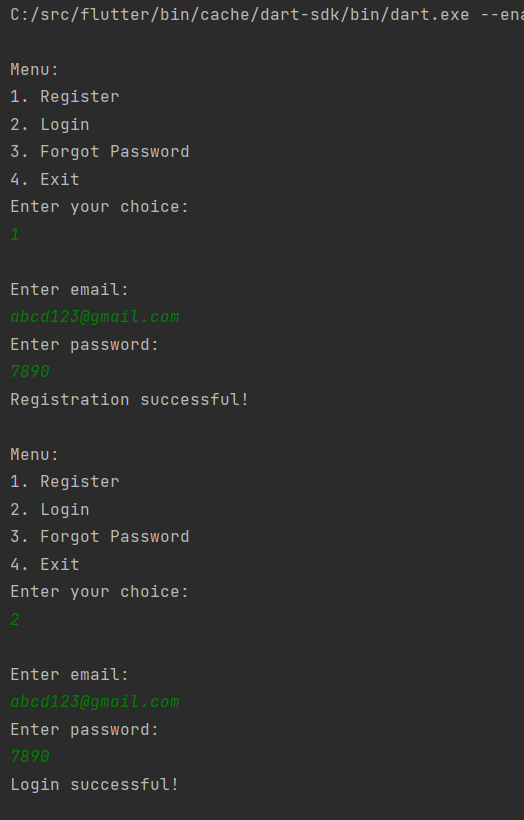 C:/src/flutter/bin/cache/dart-sdk/bin/dart.exe --ena
Menu:
1. Register
2. Login
3. Forgot Password
4. Exit
Enter your choice:
1
Enter email:
abcd123@gmail.com
Enter password:
7890
Registration successful!
Menu:
1. Register
2. Login
3. Forgot Password
4. Exit
Enter your choice:
2
Enter email:
abcd123@gmail.com
Enter password:
7890
Login successful!